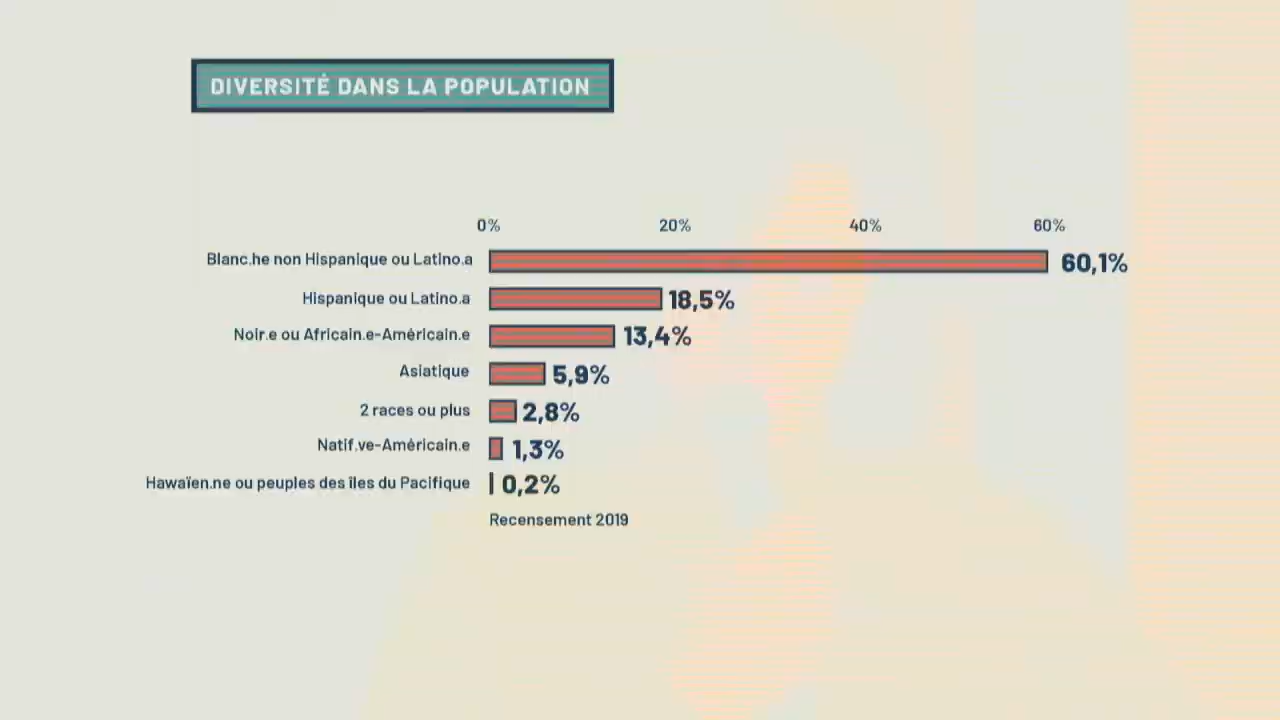 DIVERSITÉ DANS LA POPULATION
0% 20% 40% 60%
Blanc.he non Hispanique ou Latino.a 60,1%
Hispanique ou Latino.a 18,5%
Noir.e ou Africain.e-Américain.e 13,4%
Asiatique 5,9%
2 races ou plus 2,8%
Natif.ve-Américain.e 1,3%
Hawaïen.ne ou peuples des îles du Pacifique 0,2%
Recensement 2019